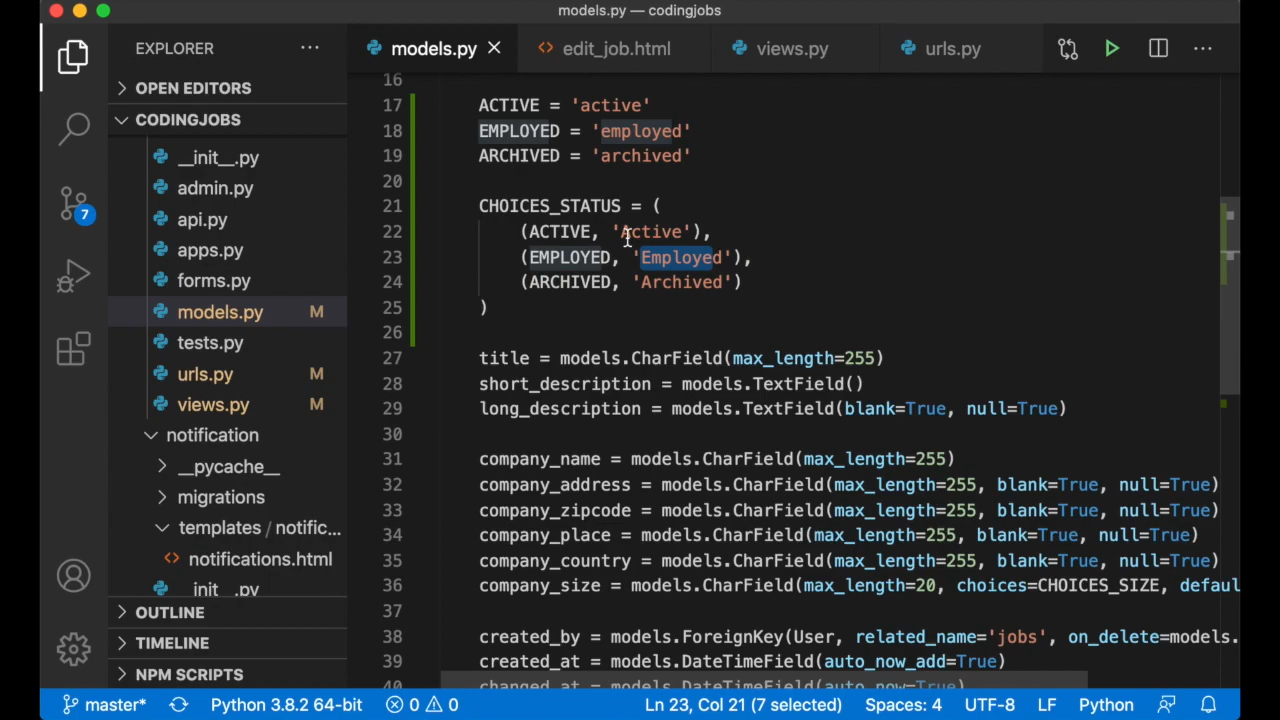 models.py — codingjobs
EXPLORER ...
models.py
edit_job.html
views.py
urls.py
...
OPEN EDITORS
CODINGJOBS
__init__.py
admin.py
api.py
apps.py
forms.py
models.py M
tests.py
urls.py M
views.py M
notification
__pycache__
migrations
templates / notific...
notifications.html
__init__.py
OUTLINE
TIMELINE
NPM SCRIPTS
7
16
17 ACTIVE = 'active'
18 EMPLOYED = 'employed'
19 ARCHIVED = 'archived'
20
21 CHOICES_STATUS = (
22 (ACTIVE, 'Active'),
23 (EMPLOYED, 'Employed'),
24 (ARCHIVED, 'Archived')
25 )
26
27 title = models.CharField(max_length=255)
28 short_description = models.TextField()
29 long_description = models.TextField(blank=True, null=True)
30
31 company_name = models.CharField(max_length=255)
32 company_address = models.CharField(max_length=255, blank=True, null=True)
33 company_zipcode = models.CharField(max_length=255, blank=True, null=True)
34 company_place = models.CharField(max_length=255, blank=True, null=True)
35 company_country = models.CharField(max_length=255, blank=True, null=True)
36 company_size = models.CharField(max_length=20, choices=CHOICES_SIZE, defaul
37
38 created_by = models.ForeignKey(User, related_name='jobs', on_delete=models.
39 created_at = models.DateTimeField(auto_now_add=True)
40 changed_at = models.DateTimeField(auto_now=True)
master* Python 3.8.2 64-bit 0 0 Ln 23, Col 21 (7 selected) Spaces: 4 UTF-8 LF Python